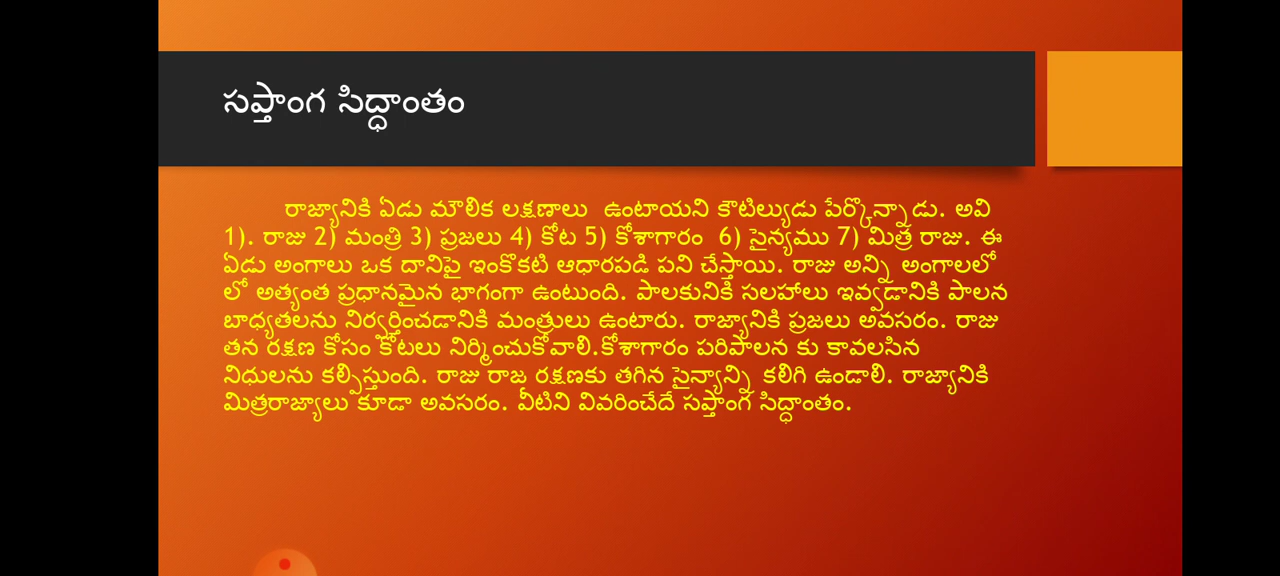 సప్తాంగ సిద్ధాంతం
రాజ్యానికి ఏడు మౌలిక లక్షణాలు ఉంటాయని కౌటిల్యుడు పేర్కొన్నాడు. అవి
1). రాజు 2) మంత్రి 3) ప్రజలు 4) కోట 5) కోశాగారం 6) సైన్యము 7) మిత్ర రాజు. ఈ
ఏడు అంగాలు ఒక దానిపై ఇంకొకటి ఆధారపడి పని చేస్తాయి. రాజు అన్ని అంగాలలో
లో అత్యంత ప్రధానమైన భాగంగా ఉంటుంది. పాలకునికి సలహాలు ఇవ్వడానికి పాలన
బాధ్యతలను నిర్వర్తించడానికి మంత్రులు ఉంటారు. రాజ్యానికి ప్రజలు అవసరం. రాజు
తన రక్షణ కోసం కోటలు నిర్మించుకోవాలి.కోశాగారం పరిపాలన కు కావలసిన
నిధులను కల్పిస్తుంది. రాజు రాజ రక్షణకు తగిన సైన్యాన్ని కలిగి ఉండాలి. రాజ్యానికి
మిత్రరాజ్యాలు కూడా అవసరం. వీటిని వివరించేదే సప్తాంగ సిద్ధాంతం.